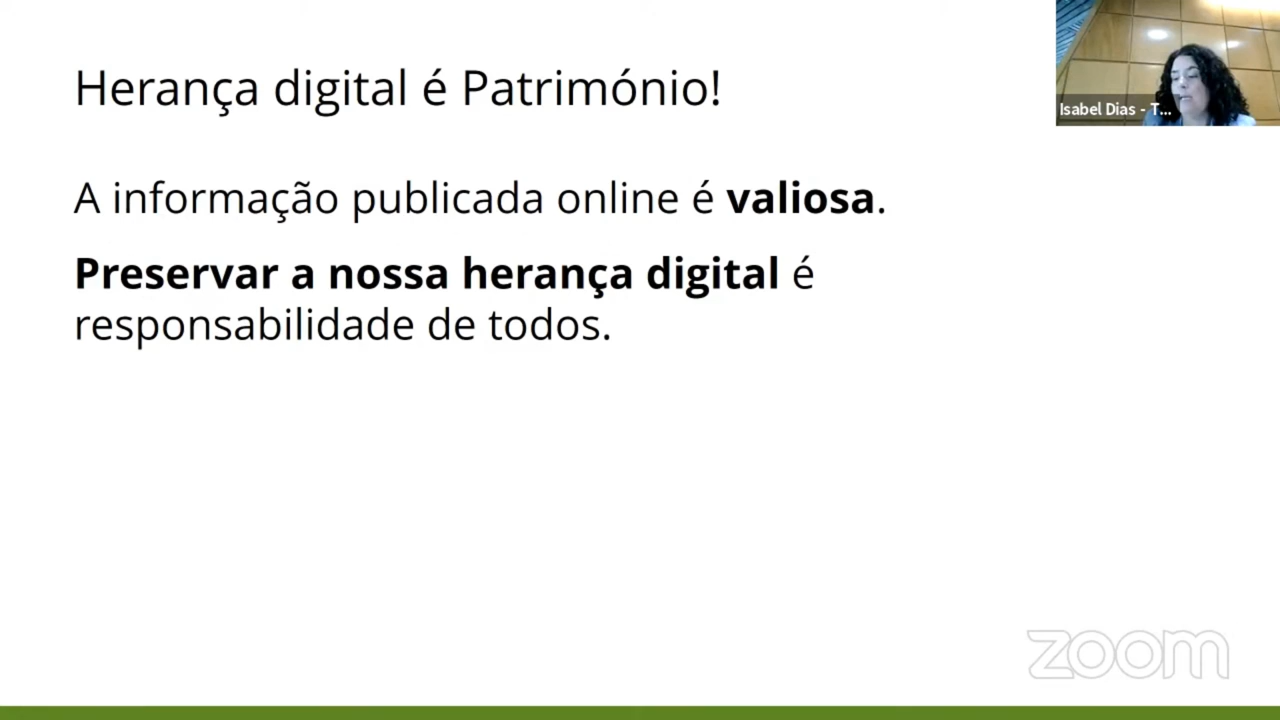 Herança digital é Património!
Isabel Dias - T...
A informação publicada online é valiosa.
Preservar a nossa herança digital é
responsabilidade de todos.
zoom